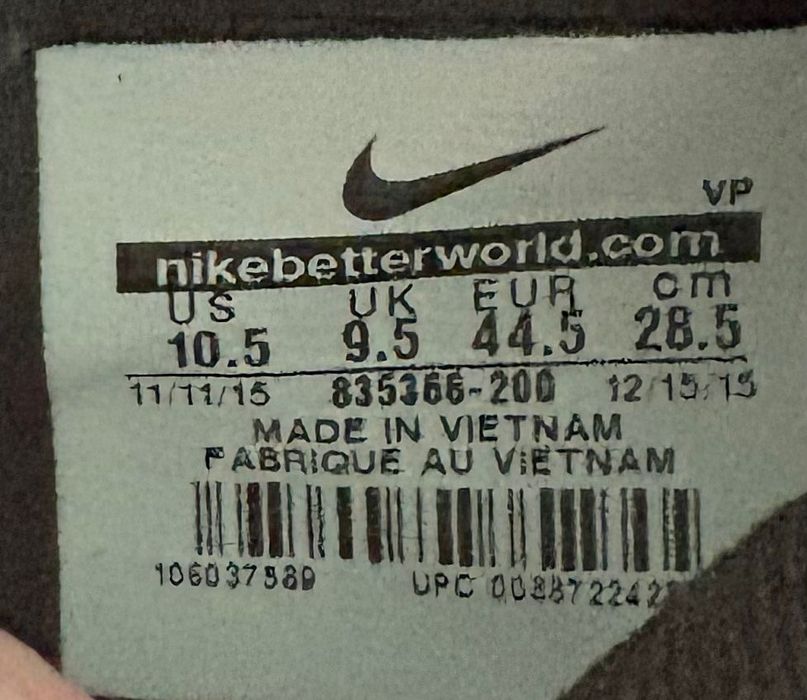 VP
nikebetterworld.com
US UK EUR cm
10.5 9.5 44.5 28.5
11/11/15 835366-200 12/15/15
MADE IN VIETNAM
FABRIQUE AU VIETNAM
UPC